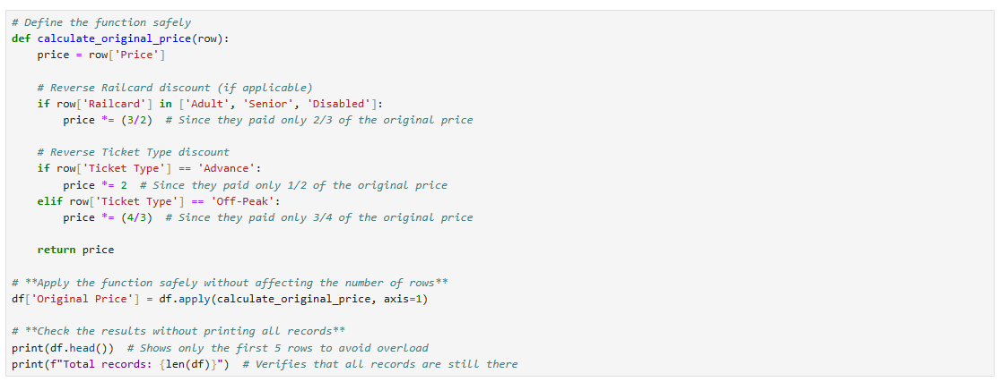 # Define the function safely
def calculate_original_price(row):
    price = row['Price']

    # Reverse Railcard discount (if applicable)
    if row['Railcard'] in ['Adult', 'Senior', 'Disabled']:
        price *= (3/2)  # Since they paid only 2/3 of the original price

    # Reverse Ticket Type discount
    if row['Ticket Type'] == 'Advance':
        price *= 2  # Since they paid only 1/2 of the original price
    elif row['Ticket Type'] == 'Off-Peak':
        price *= (4/3)  # Since they paid only 3/4 of the original price

    return price

# **Apply the function safely without affecting the number of rows**
df['Original Price'] = df.apply(calculate_original_price, axis=1)

# **Check the results without printing all records**
print(df.head())  # Shows only the first 5 rows to avoid overload
print(f"Total records: {len(df)}")  # Verifies that all records are still there